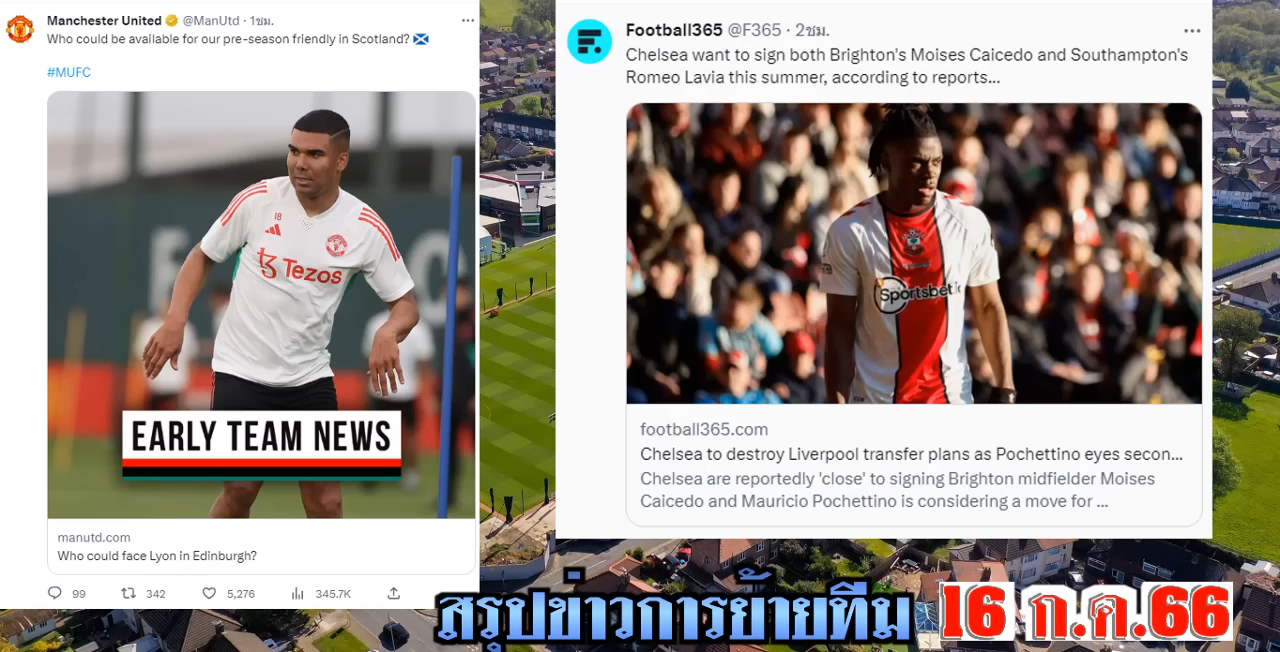 Manchester United @ManUtd · 1ชม.
Who could be available for our pre-season friendly in Scotland?
#MUFC
18
Tezos
EARLY TEAM NEWS
manutd.com
Who could face Lyon in Edinburgh?
99 342 5,276 345.7K
Football365 @F365 · 2ชม.
Chelsea want to sign both Brighton's Moises Caicedo and Southampton's
Romeo Lavia this summer, according to reports...
Sportsbet.io
football365.com
Chelsea to destroy Liverpool transfer plans as Pochettino eyes secon...
Chelsea are reportedly 'close' to signing Brighton midfielder Moises
Caicedo and Mauricio Pochettino is considering a move for ...
สรุปข่าวการย้ายทีม 16 ก.ค.66